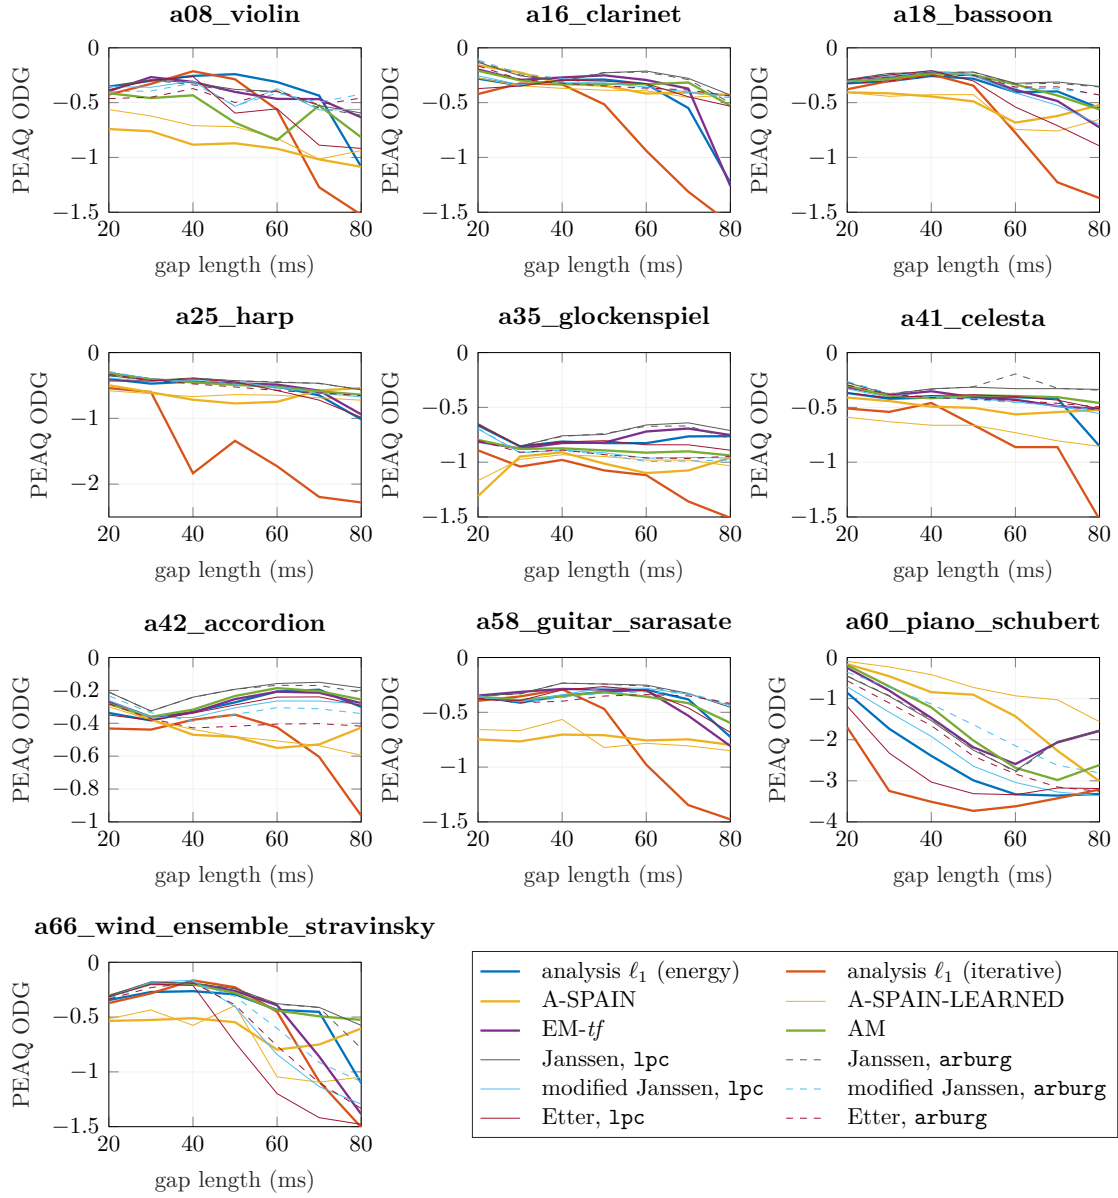 a08_violin
a16_clarinet
a18_bassoon
0
−0.5
−1
−1.5
20 40 60 80
PEAQ ODG
gap length (ms)
0
−0.5
−1
−1.5
20 40 60 80
PEAQ ODG
gap length (ms)
0
−0.5
−1
−1.5
20 40 60 80
PEAQ ODG
gap length (ms)
a25_harp
a35_glockenspiel
a41_celesta
0
−1
−2
20 40 60 80
PEAQ ODG
gap length (ms)
0
−0.5
−1
−1.5
20 40 60 80
PEAQ ODG
gap length (ms)
0
−0.5
−1
−1.5
20 40 60 80
PEAQ ODG
gap length (ms)
a42_accordion
a58_guitar_sarasate
a60_piano_schubert
0
−0.2
−0.4
−0.6
−0.8
−1
20 40 60 80
PEAQ ODG
gap length (ms)
0
−0.5
−1
−1.5
20 40 60 80
PEAQ ODG
gap length (ms)
0
−1
−2
−3
−4
20 40 60 80
PEAQ ODG
gap length (ms)
a66_wind_ensemble_stravinsky
0
−0.5
−1
−1.5
20 40 60 80
PEAQ ODG
gap length (ms)
analysis ℓ₁ (energy)
analysis ℓ₁ (iterative)
A-SPAIN
A-SPAIN-LEARNED
EM-tf
AM
Janssen, lpc
Janssen, arburg
modified Janssen, lpc
modified Janssen, arburg
Etter, lpc
Etter, arburg